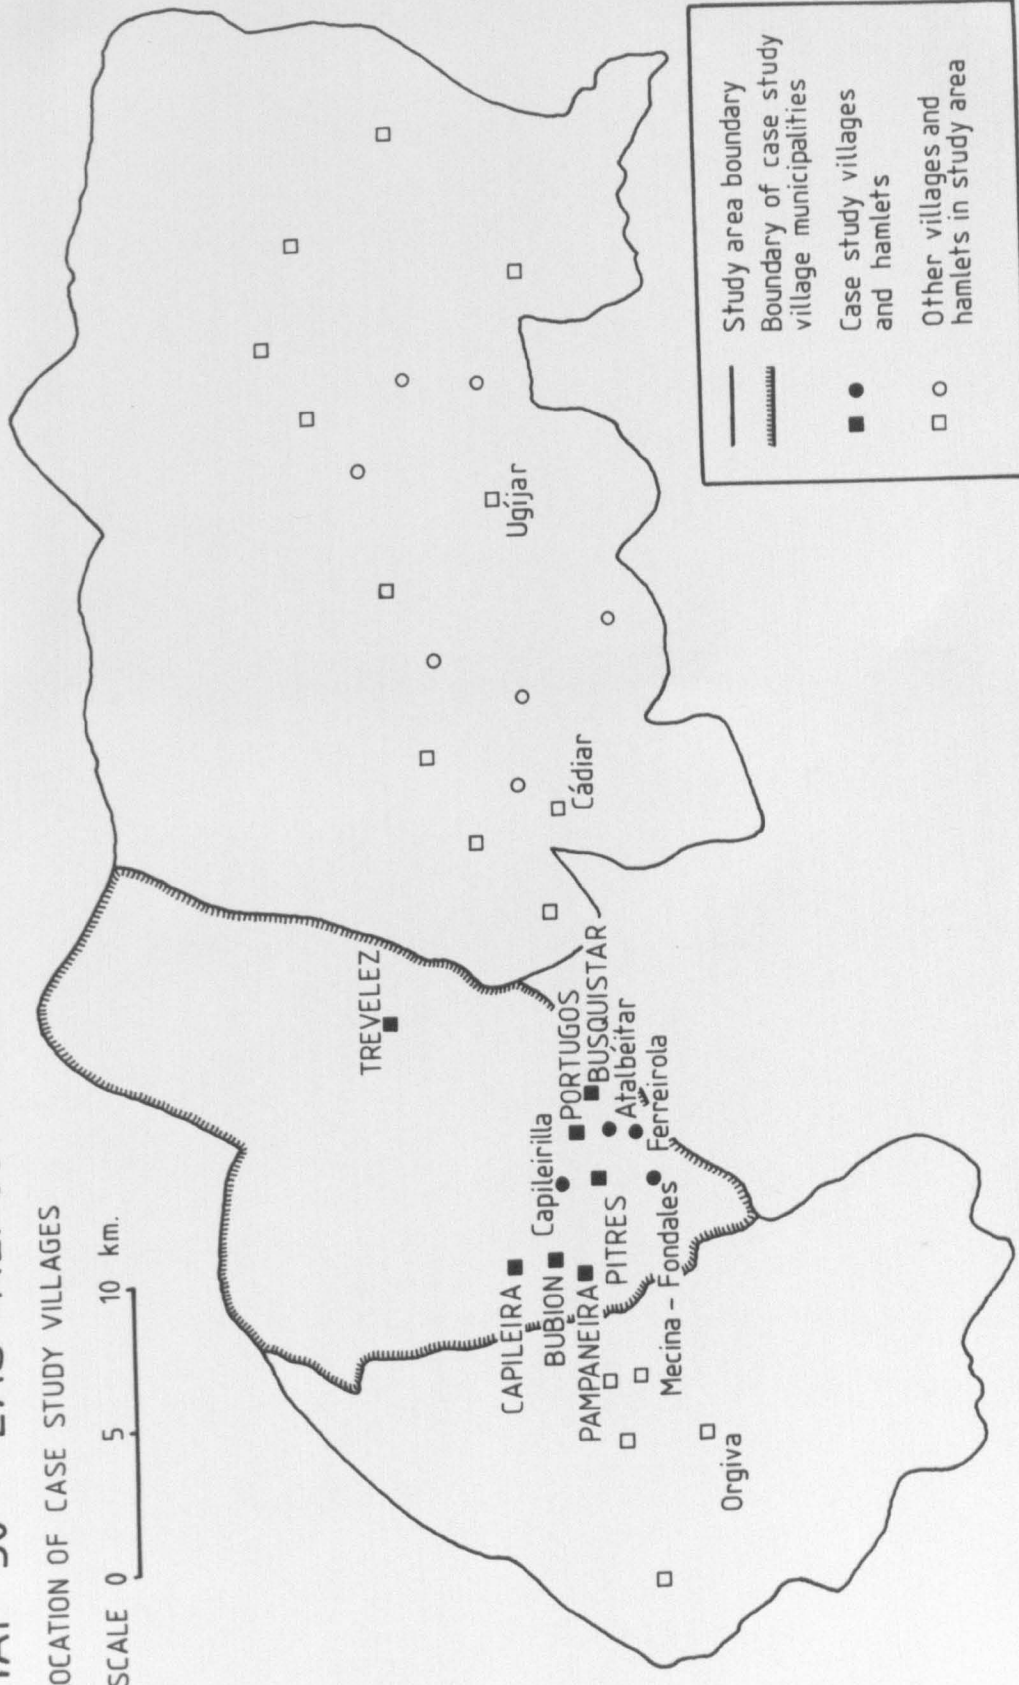 LOCATION OF CASE STUDY VILLAGES
SCALE 0 5 10 km.
TREVELEZ
CAPILEIRA
BUBION
PAMPANEIRA
Capileirilla
PORTUGOS
BUSQUISTAR
Atalbéitar
Ferréirola
PITRES
Mecina - Fondales
Orgiva
Cádiar
Ugíjar
Study area boundary
Boundary of case study
village municipalities
Case study villages
and hamlets
Other villages and
hamlets in study area